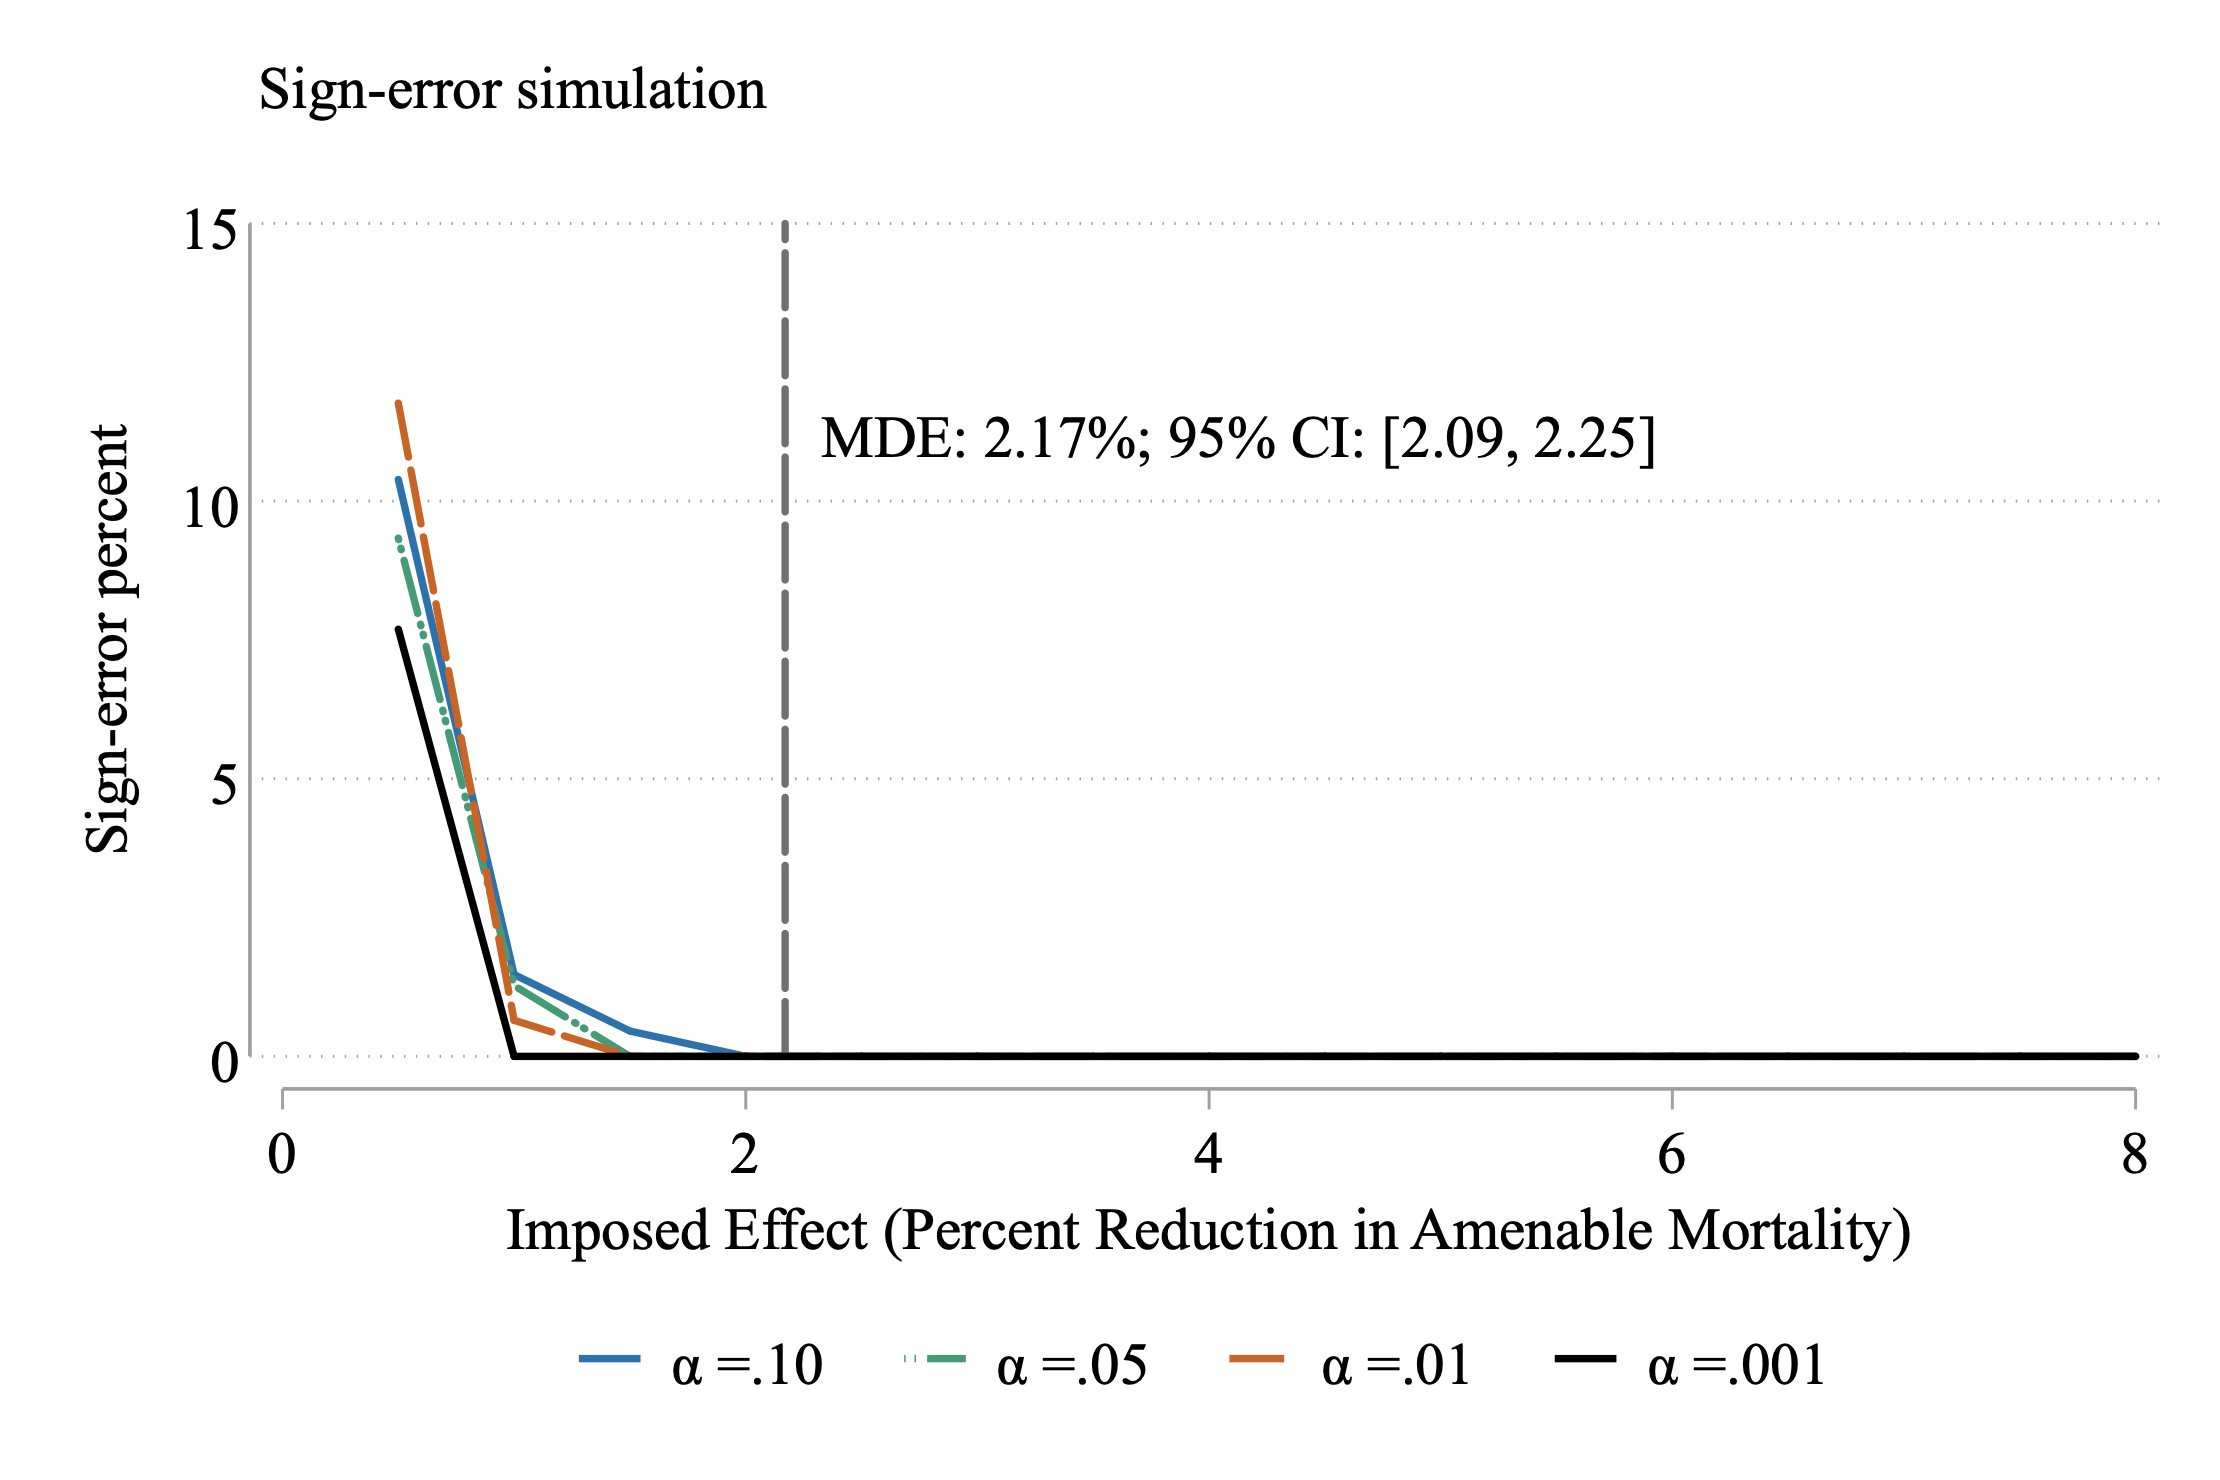 Sign-error simulation
15
10
5
0
Sign-error percent
MDE: 2.17%; 95% CI: [2.09, 2.25]
0 2 4 6 8
Imposed Effect (Percent Reduction in Amenable Mortality)
α =.10 α =.05 α =.01 α =.001